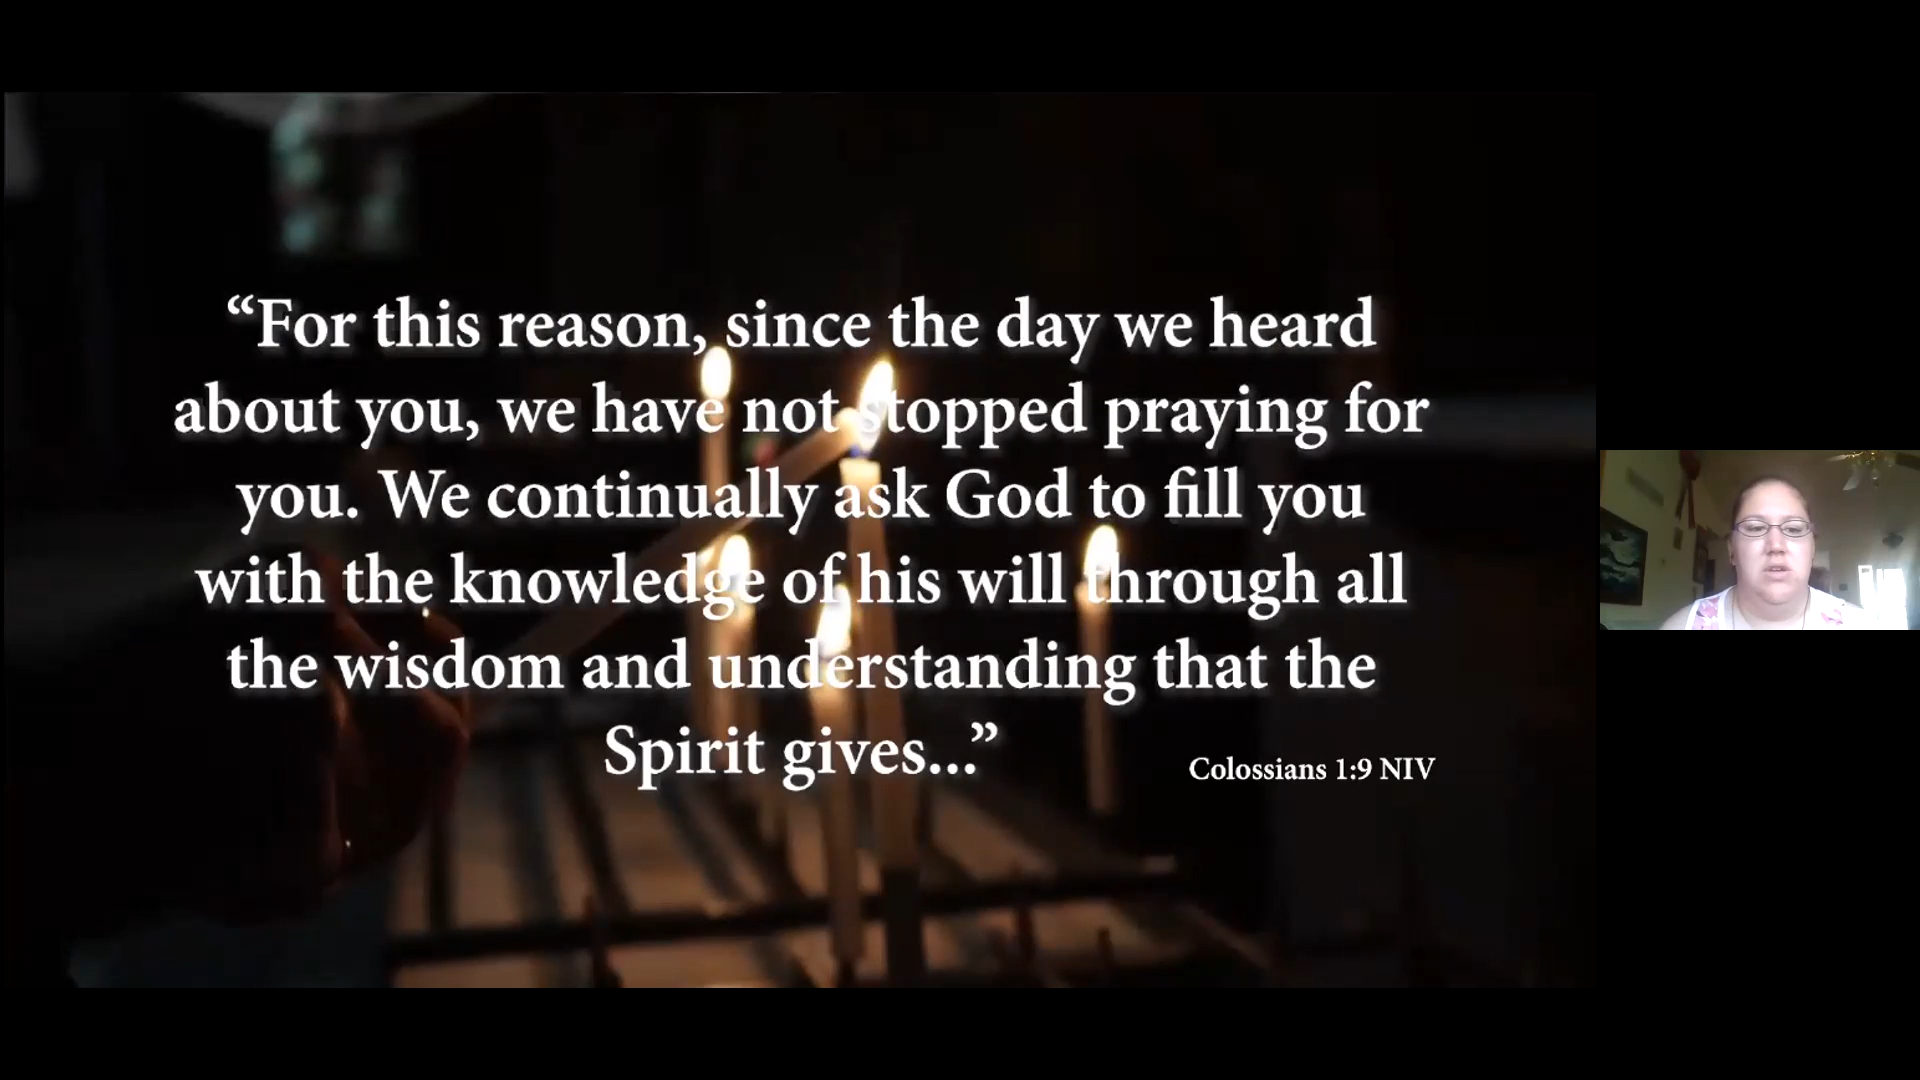 “For this reason, since the day we heard
about you, we have not stopped praying for
you. We continually ask God to fill you
with the knowledge of his will through all
the wisdom and understanding that the
Spirit gives...”
Colossians 1:9 NIV